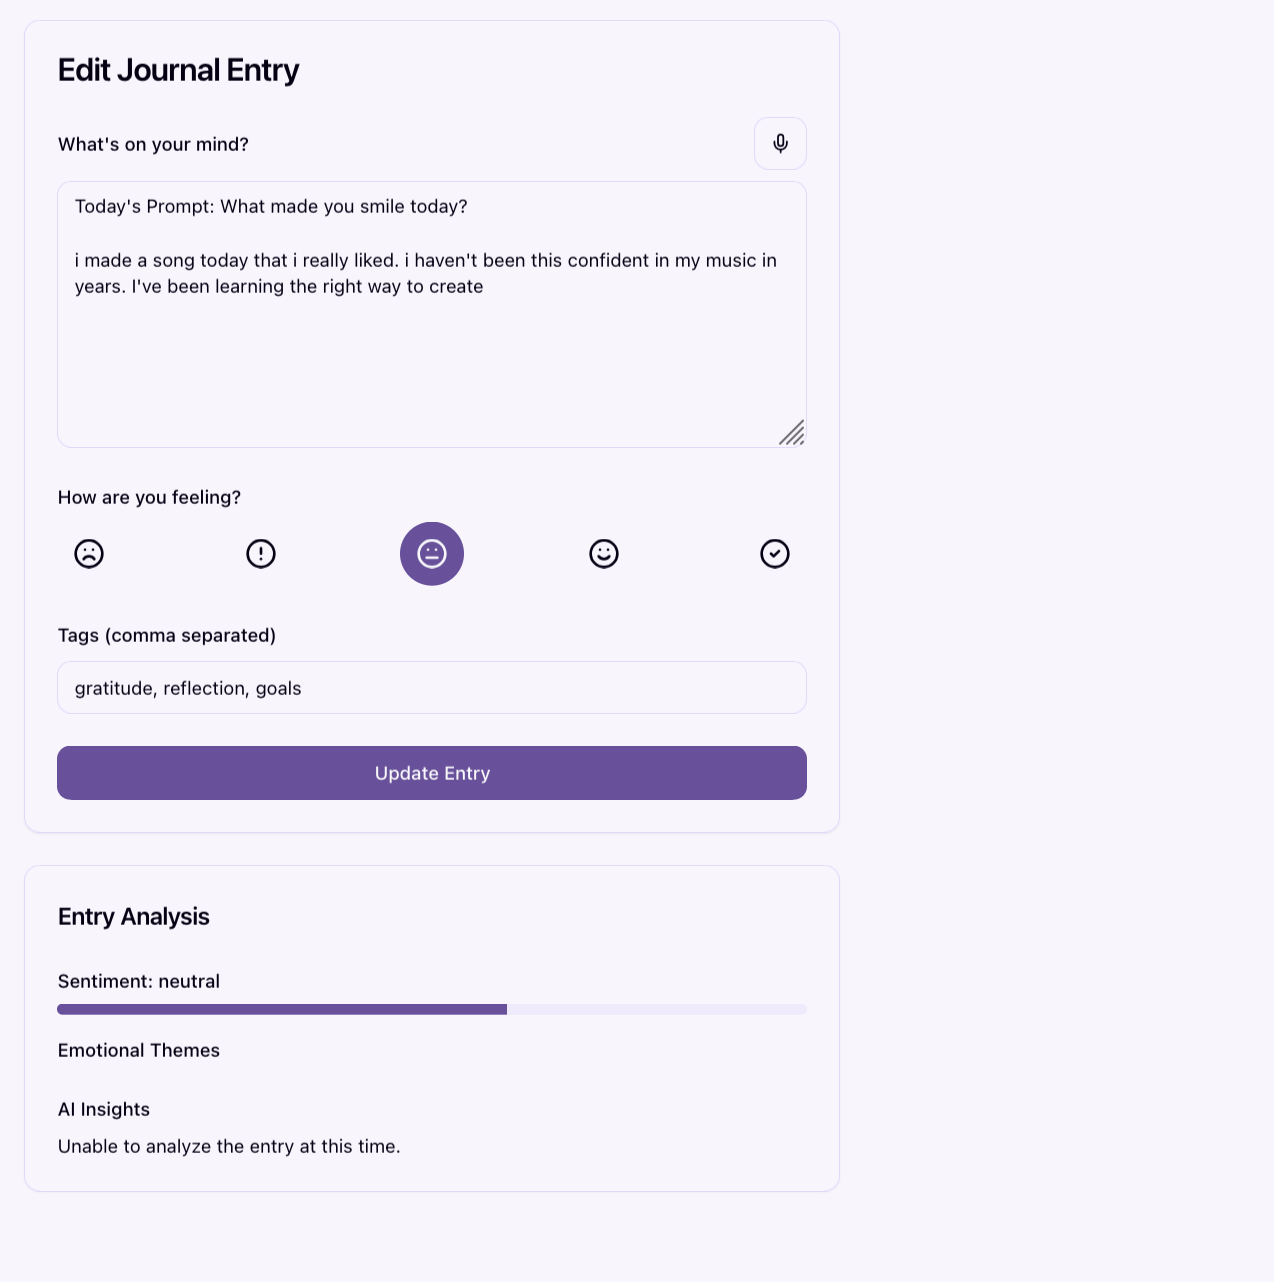 Edit Journal Entry
What's on your mind?
Today's Prompt: What made you smile today?
i made a song today that i really liked. i haven't been this confident in my music in
years. I've been learning the right way to create
How are you feeling?
Tags (comma separated)
gratitude, reflection, goals
Update Entry
Entry Analysis
Sentiment: neutral
Emotional Themes
AI Insights
Unable to analyze the entry at this time.